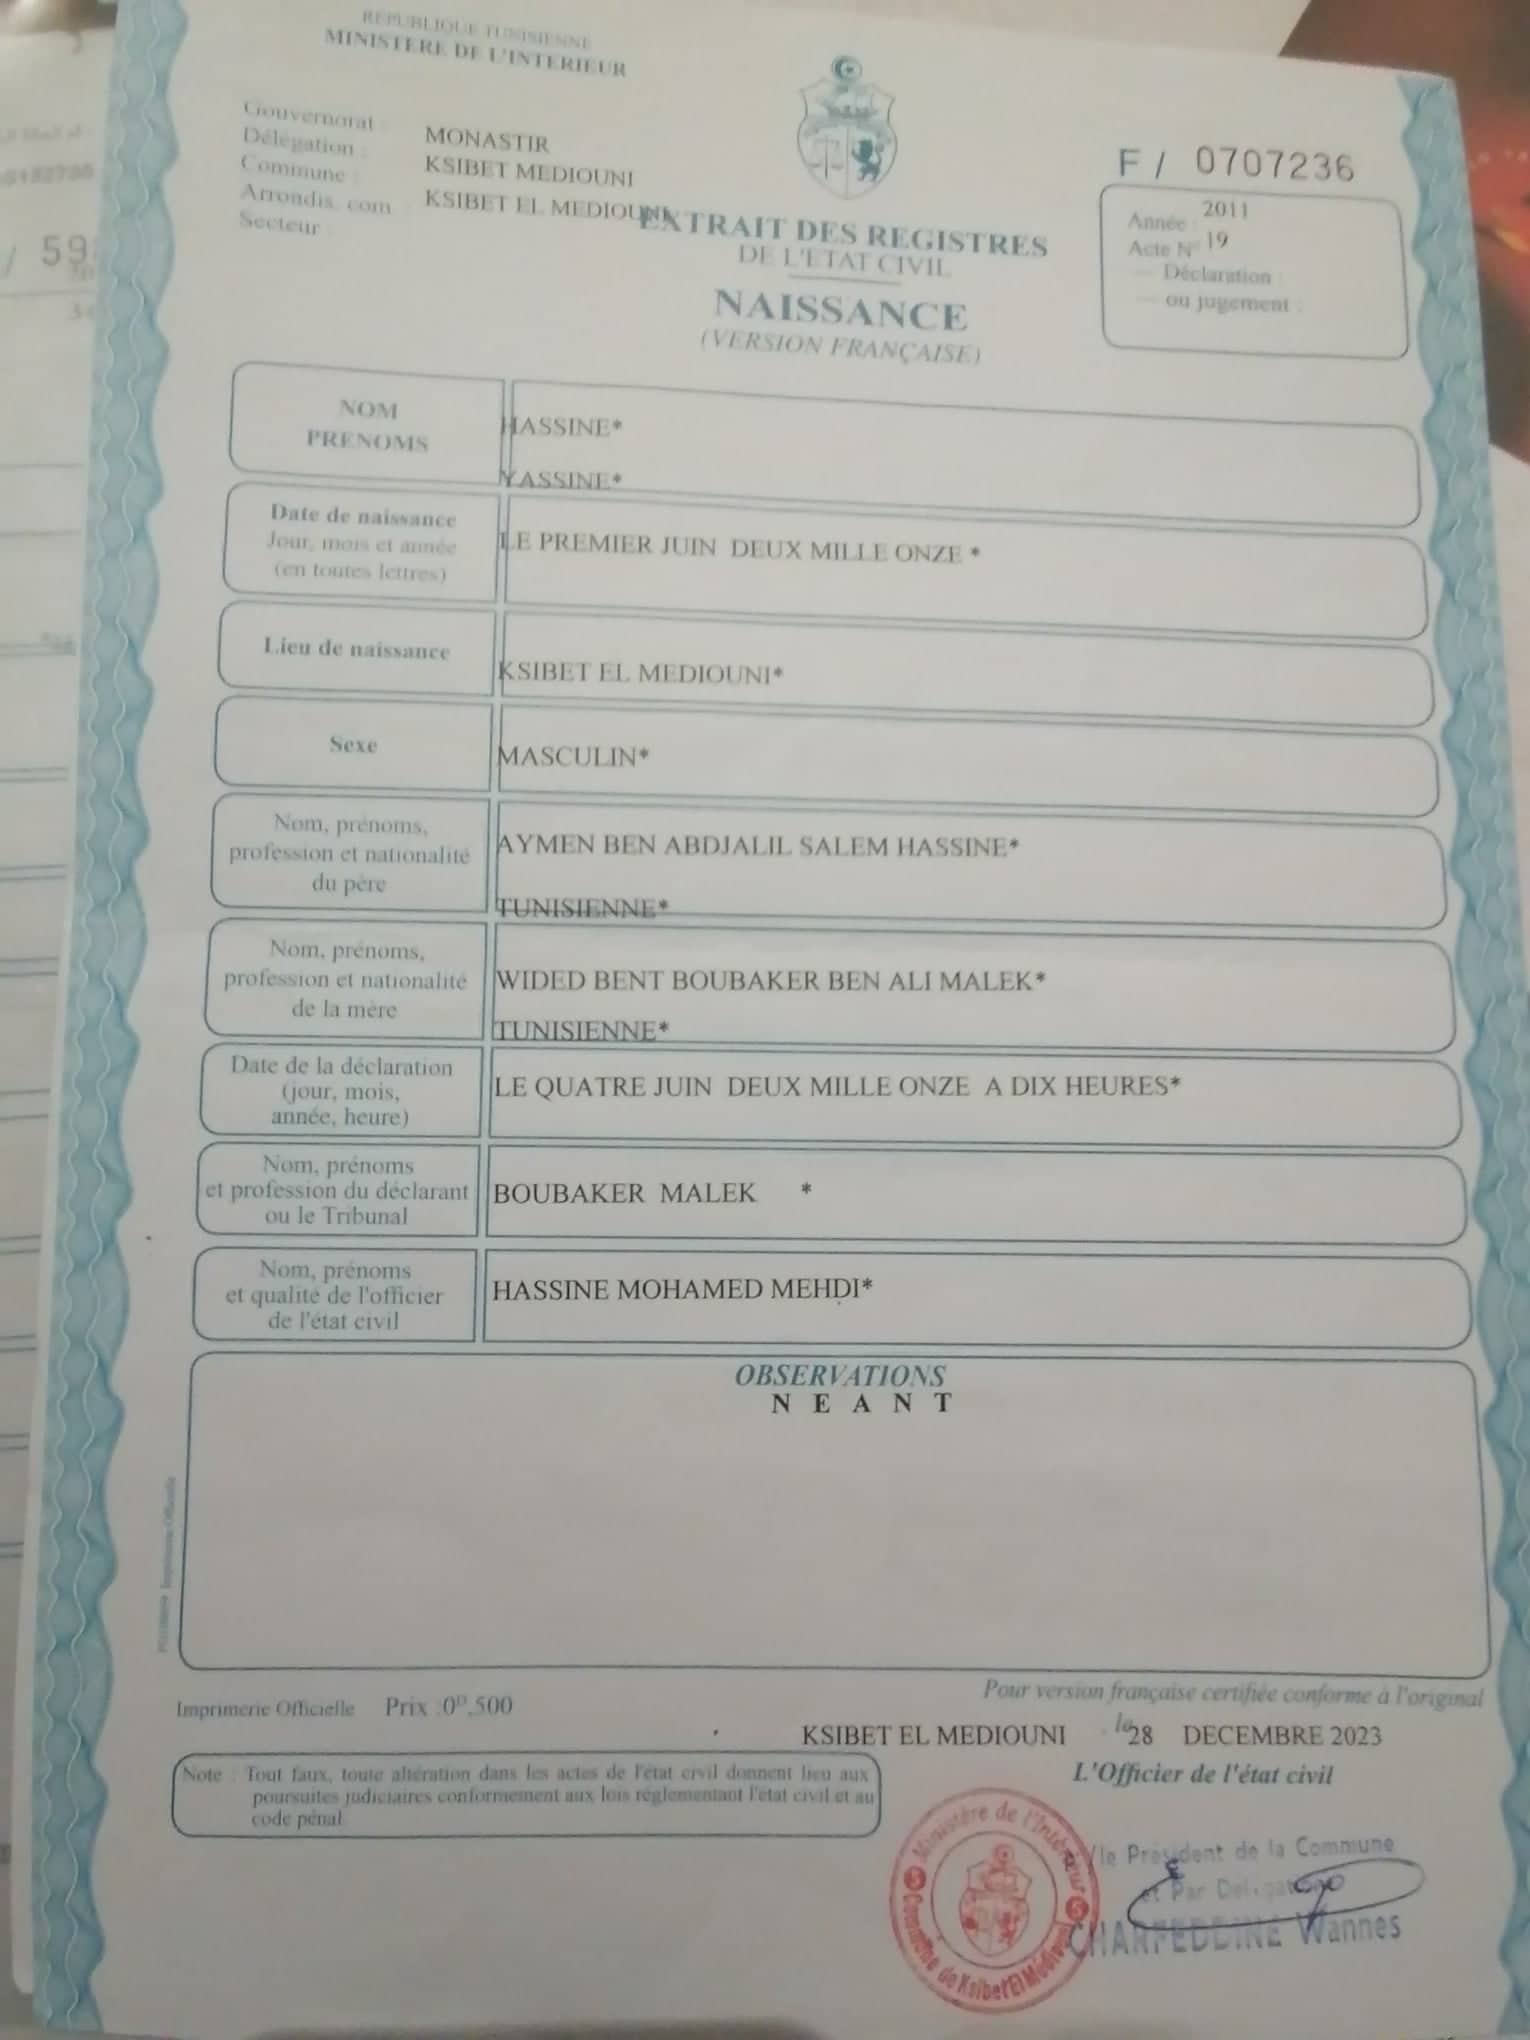 REPUBLIQUE TUNISIENNE
MINISTERE DE L'INTERIEUR
Gouvernorat : MONASTIR
Délégation : KSIBET MEDIOUNI
Commune : KSIBET EL MEDIOUNI
Arrondis. com :
Secteur :
F / 0707236
Année : 2011
Acte N° 19
— Déclaration :
— ou jugement :
EXTRAIT DES REGISTRES
DE L'ETAT CIVIL
NAISSANCE
(VERSION FRANÇAISE)
NOM
PRENOMS
HASSINE*
YASSINE*
Date de naissance
Jour, mois et année
(en toutes lettres)
LE PREMIER JUIN DEUX MILLE ONZE *
Lieu de naissance
KSIBET EL MEDIOUNI*
Sexe
MASCULIN*
Nom, prénoms,
profession et nationalité
du père
AYMEN BEN ABDJALIL SALEM HASSINE*
TUNISIENNE*
Nom, prénoms,
profession et nationalité
de la mère
WIDED BENT BOUBAKER BEN ALI MALEK*
TUNISIENNE*
Date de la déclaration
(jour, mois,
année, heure)
LE QUATRE JUIN DEUX MILLE ONZE A DIX HEURES*
Nom, prénoms
et profession du déclarant
ou le Tribunal
BOUBAKER MALEK *
Nom, prénoms
et qualité de l'officier
de l'état civil
HASSINE MOHAMED MEHDI*
OBSERVATIONS
N E A N T
Imprimerie Officielle Prix :0ᴰ,500
Pour version française certifiée conforme à l'original
KSIBET EL MEDIOUNI le 28 DECEMBRE 2023
L'Officier de l'état civil
Note : Tout faux, toute altération dans les actes de l'état civil donnent lieu aux
poursuites judiciaires conformement aux lois réglementant l'état civil et au
code pénal
Ministère de l'Intérieur
Commune de Ksibet El Médiouni
le Président de la Commune
et Par Délégation
CHARFEDDINE Wannes